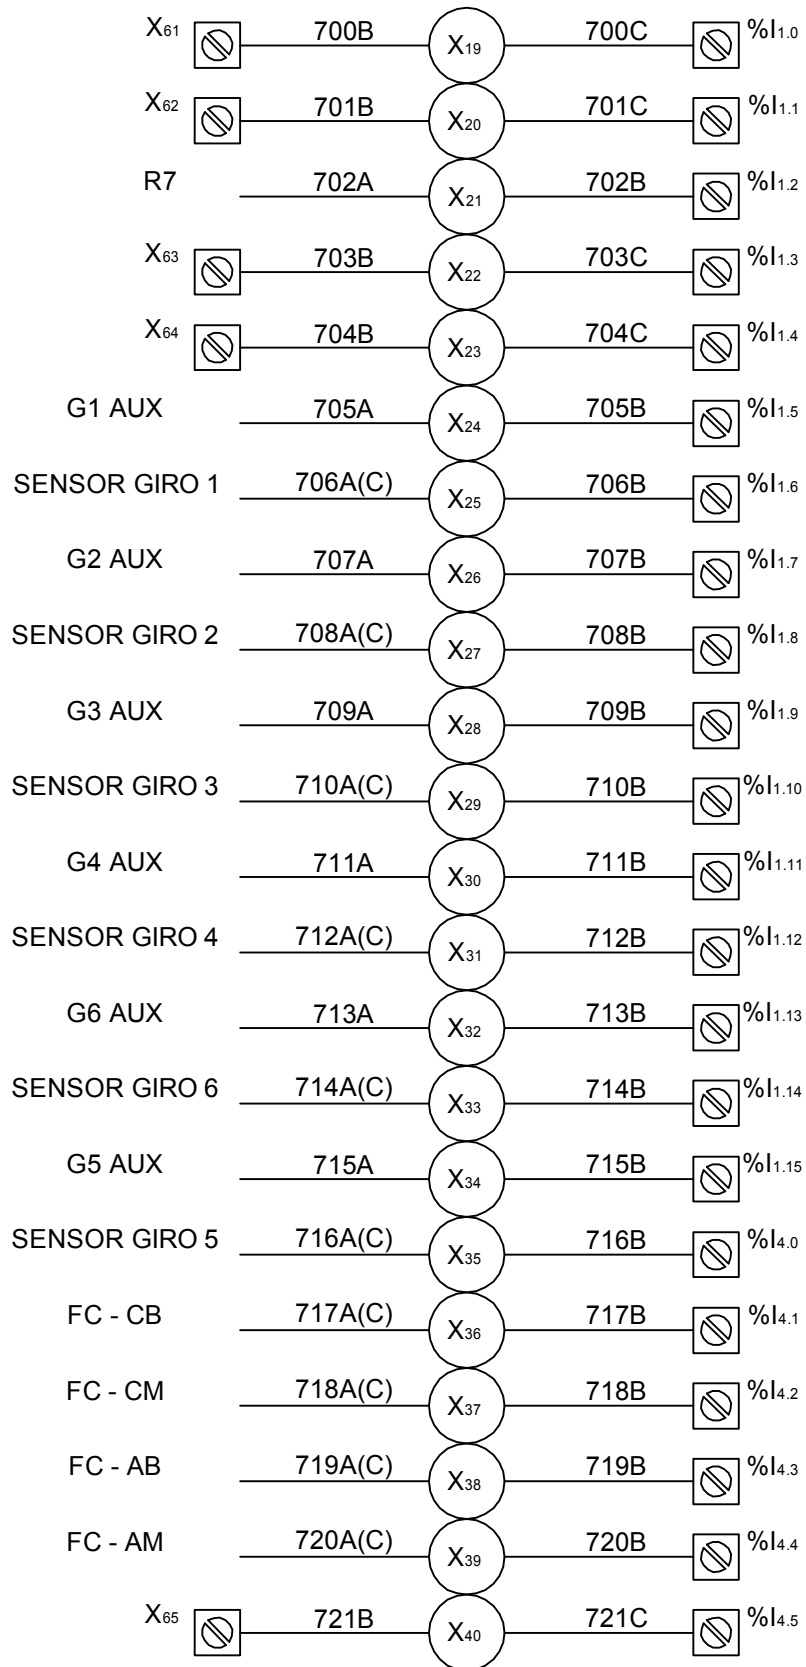 X61 700B X19 700C %I1.0
X62 701B X20 701C %I1.1
R7 702A X21 702B %I1.2
X63 703B X22 703C %I1.3
X64 704B X23 704C %I1.4
G1 AUX 705A X24 705B %I1.5
SENSOR GIRO 1 706A(C) X25 706B %I1.6
G2 AUX 707A X26 707B %I1.7
SENSOR GIRO 2 708A(C) X27 708B %I1.8
G3 AUX 709A X28 709B %I1.9
SENSOR GIRO 3 710A(C) X29 710B %I1.10
G4 AUX 711A X30 711B %I1.11
SENSOR GIRO 4 712A(C) X31 712B %I1.12
G6 AUX 713A X32 713B %I1.13
SENSOR GIRO 6 714A(C) X33 714B %I1.14
G5 AUX 715A X34 715B %I1.15
SENSOR GIRO 5 716A(C) X35 716B %I4.0
FC - CB 717A(C) X36 717B %I4.1
FC - CM 718A(C) X37 718B %I4.2
FC - AB 719A(C) X38 719B %I4.3
FC - AM 720A(C) X39 720B %I4.4
X65 721B X40 721C %I4.5